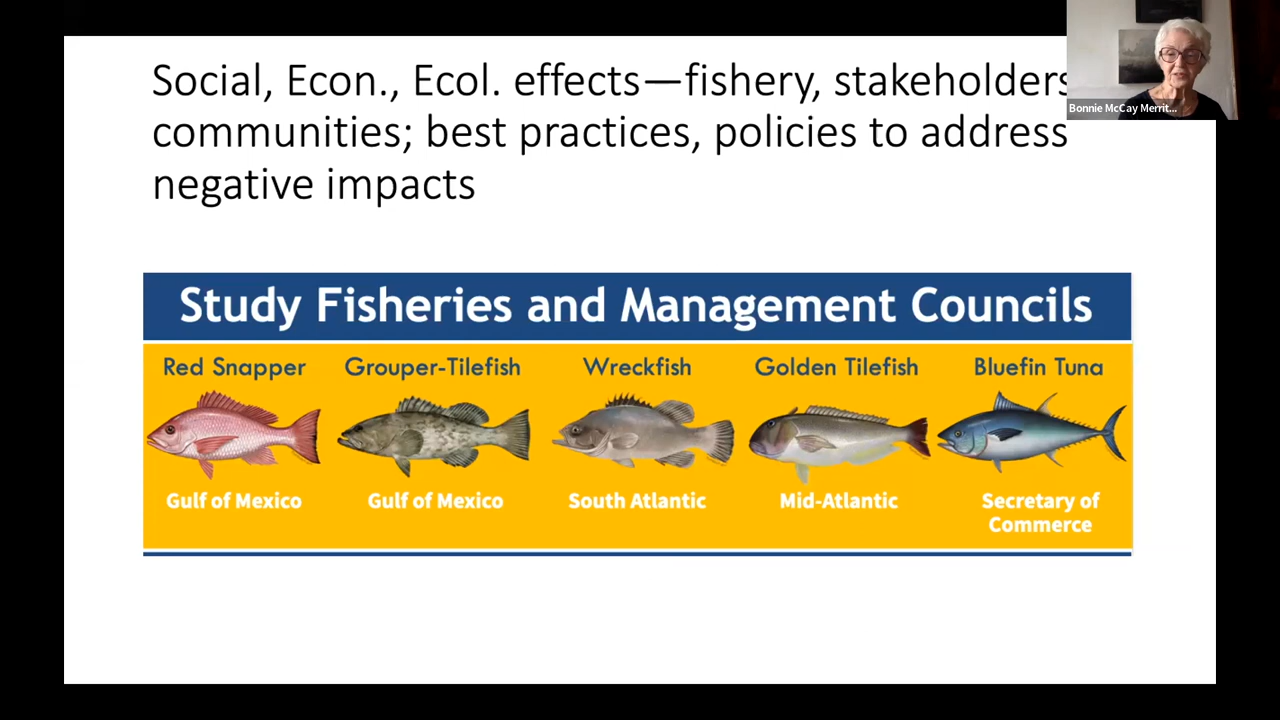 Social, Econ., Ecol. effects—fishery, stakeholders
communities; best practices, policies to address
negative impacts
Bonnie McCay Merrit...
Study Fisheries and Management Councils
Red Snapper
Grouper-Tilefish
Wreckfish
Golden Tilefish
Bluefin Tuna
Gulf of Mexico
Gulf of Mexico
South Atlantic
Mid-Atlantic
Secretary of
Commerce